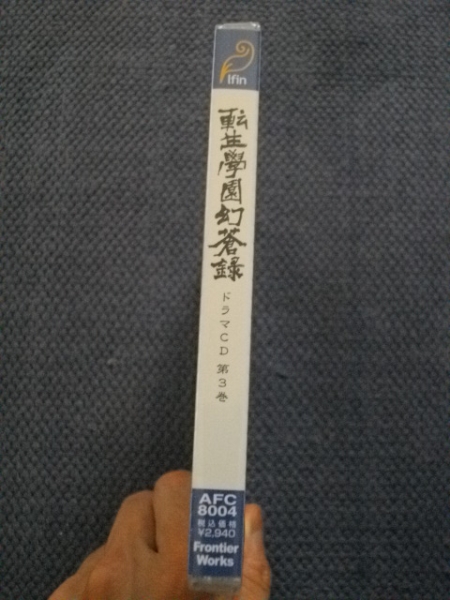 lfin
転生學園幻蒼録
ドラマCD 第3巻
AFC
8004
税込価格
¥2,940
Frontier
Works